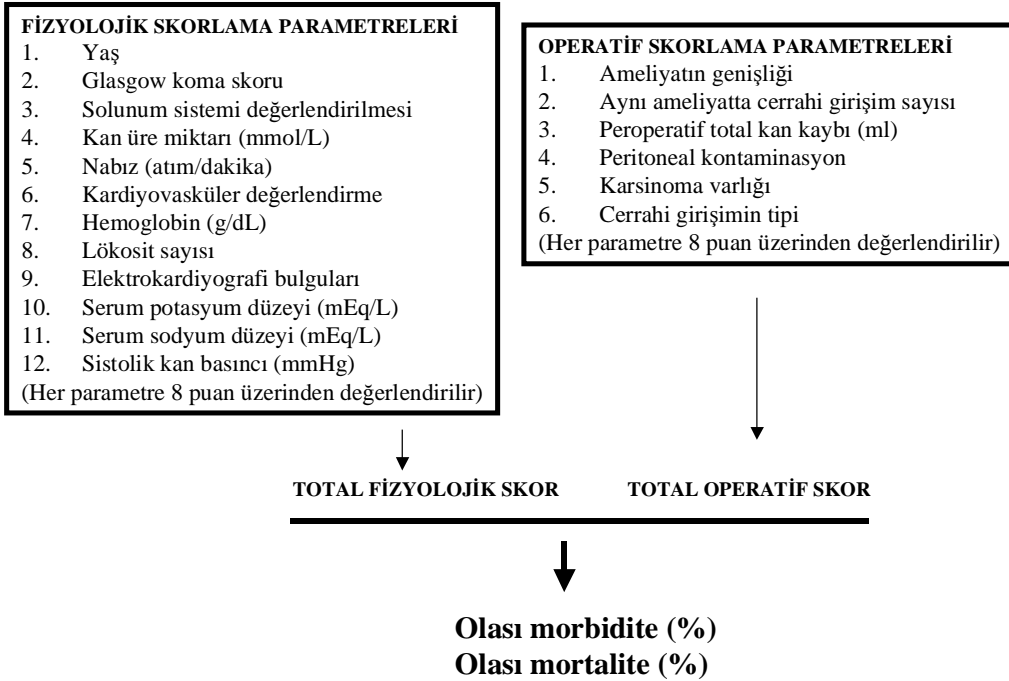 FİZYOLOJİK SKORLAMA PARAMETRELERİ
1. Yaş
2. Glasgow koma skoru
3. Solunum sistemi değerlendirilmesi
4. Kan üre miktarı (mmol/L)
5. Nabız (atım/dakika)
6. Kardiyovasküler değerlendirme
7. Hemoglobin (g/dL)
8. Lökosit sayısı
9. Elektrokardiyografi bulguları
10. Serum potasyum düzeyi (mEq/L)
11. Serum sodyum düzeyi (mEq/L)
12. Sistolik kan basıncı (mmHg)
(Her parametre 8 puan üzerinden değerlendirilir)
OPERATİF SKORLAMA PARAMETRELERİ
1. Ameliyatın genişliği
2. Aynı ameliyatta cerrahi girişim sayısı
3. Peroperatif total kan kaybı (ml)
4. Peritoneal kontaminasyon
5. Karsinoma varlığı
6. Cerrahi girişimin tipi
(Her parametre 8 puan üzerinden değerlendirilir)
TOTAL FİZYOLOJİK SKOR TOTAL OPERATİF SKOR
Olası morbidite (%)
Olası mortalite (%)